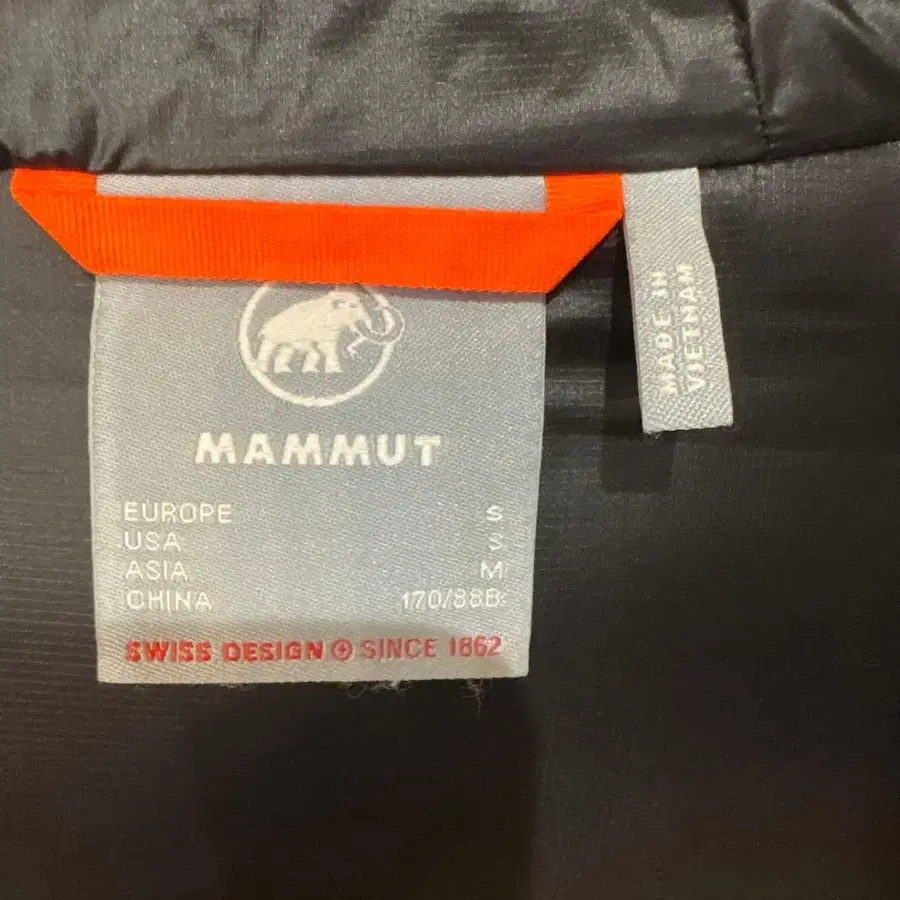 MAMMUT
EUROPE S
USA S
ASIA M
CHINA 170/88B
SWISS DESIGN SINCE 1862
MADE IN
VIETNAM